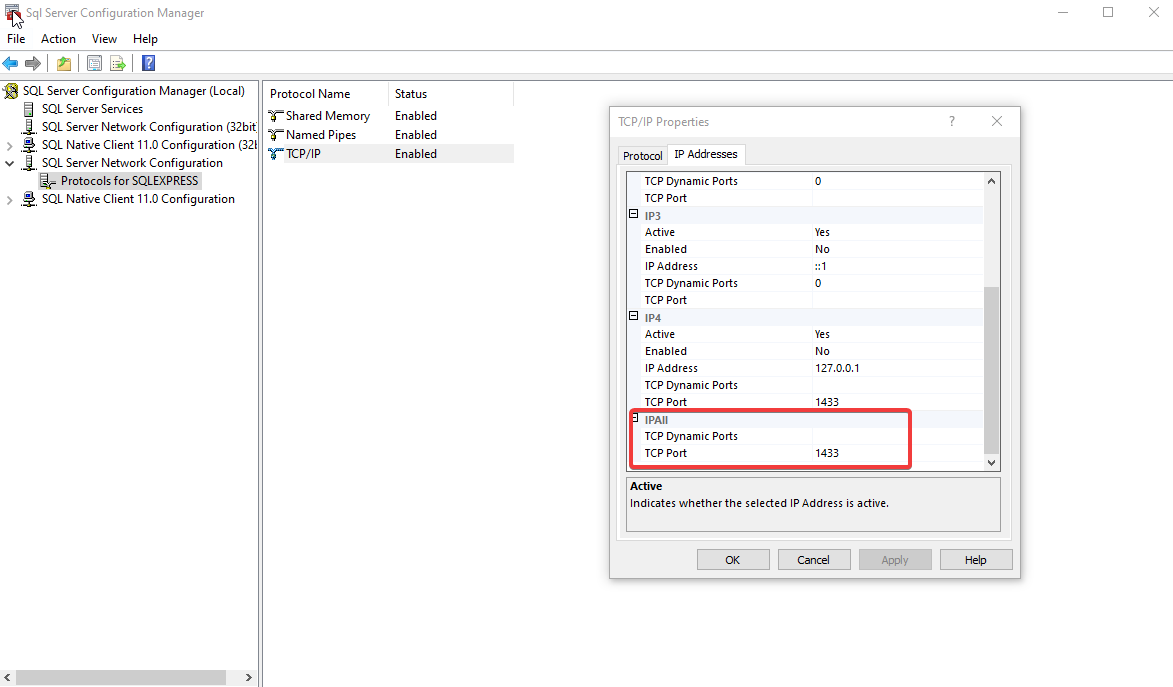 Sql Server Configuration Manager
File Action View Help
SQL Server Configuration Manager (Local)
SQL Server Services
SQL Server Network Configuration (32bit
SQL Native Client 11.0 Configuration (32b
SQL Server Network Configuration
Protocols for SQLEXPRESS
SQL Native Client 11.0 Configuration
Protocol Name Status
Shared Memory Enabled
Named Pipes Enabled
TCP/IP Enabled
TCP/IP Properties
Protocol IP Addresses
TCP Dynamic Ports 0
TCP Port
IP3
Active Yes
Enabled No
IP Address ::1
TCP Dynamic Ports 0
TCP Port
IP4
Active Yes
Enabled No
IP Address 127.0.0.1
TCP Dynamic Ports
TCP Port 1433
IPAll
TCP Dynamic Ports
TCP Port 1433
Active
Indicates whether the selected IP Address is active.
OK Cancel Apply Help